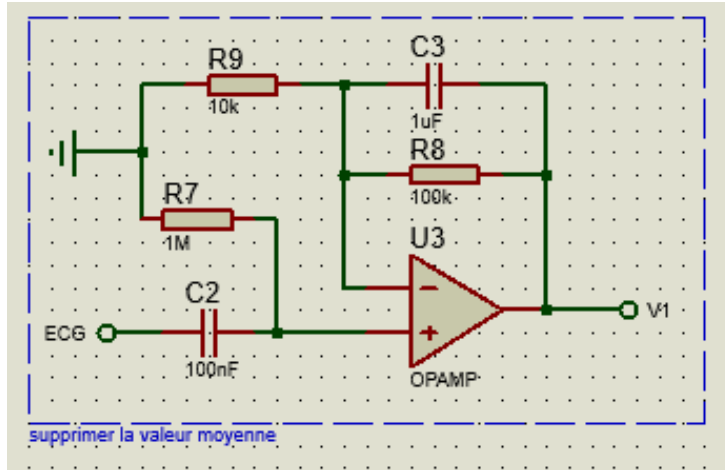 R9
10k
C3
1uF
R8
100k
R7
1M
U3
C2
ECG
100nF
V1
OPAMP
supprimer la valeur moyenne